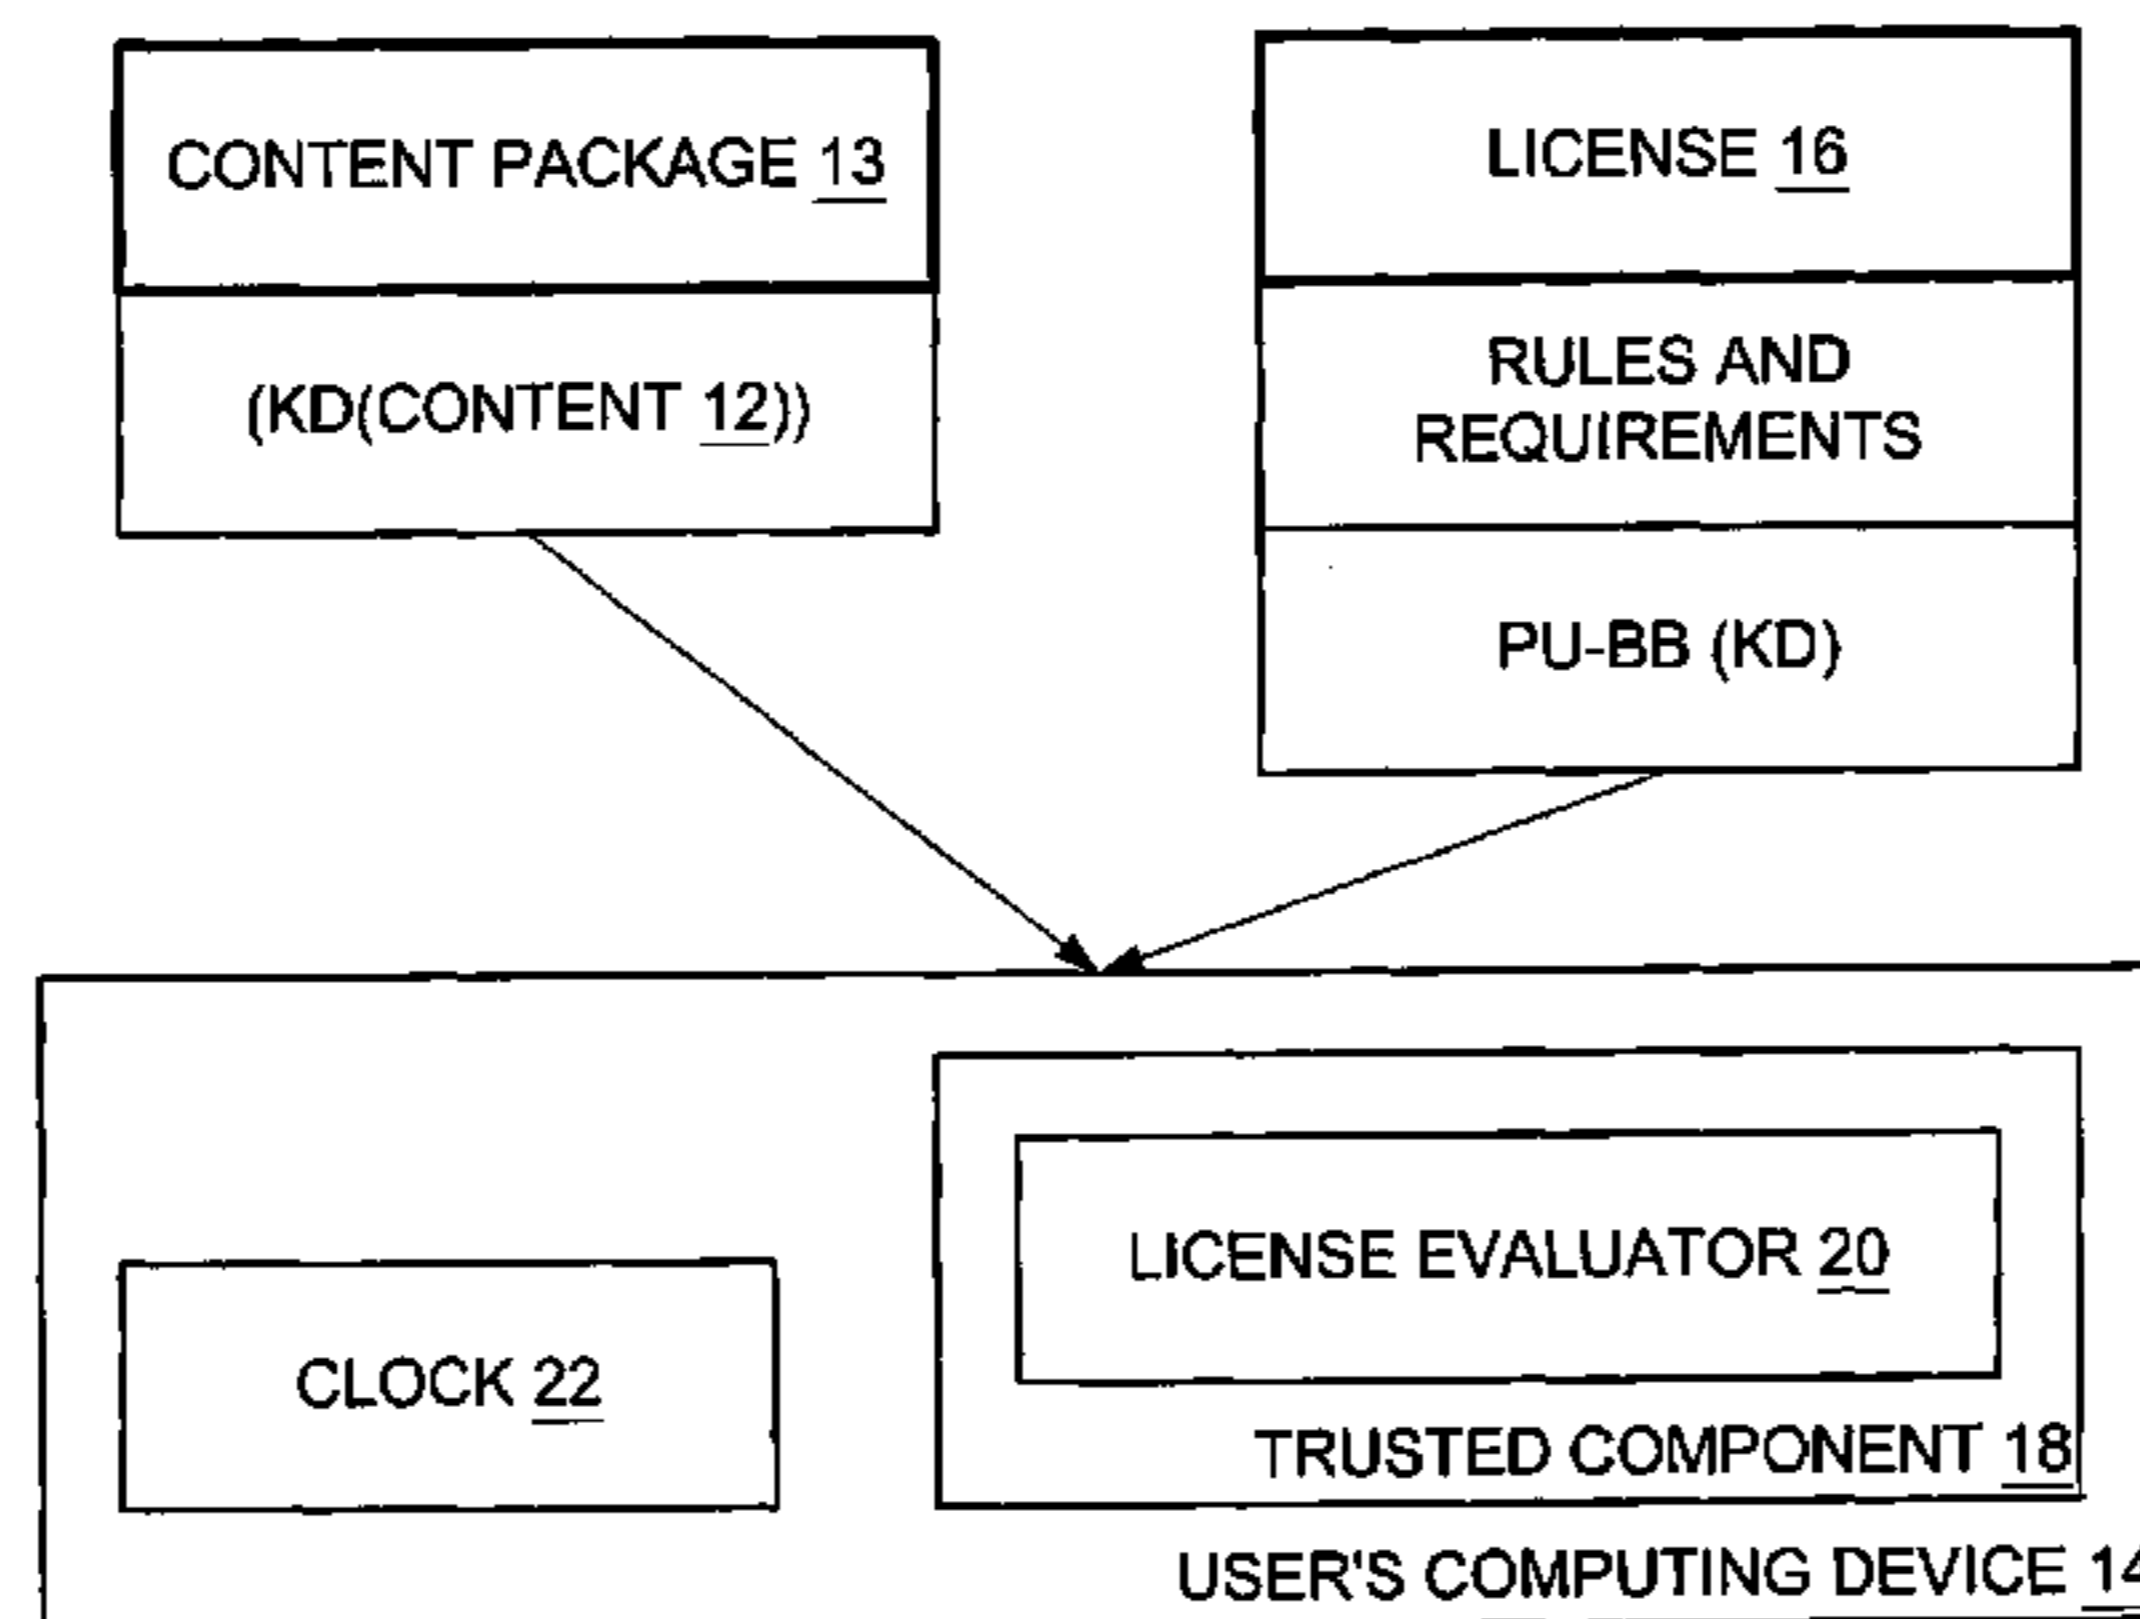 CONTENT PACKAGE 13
(KD(CONTENT 12))
LICENSE 16
RULES AND
REQUIREMENTS
PU-BB (KD)
CLOCK 22
LICENSE EVALUATOR 20
TRUSTED COMPONENT 18
USER'S COMPUTING DEVICE 14